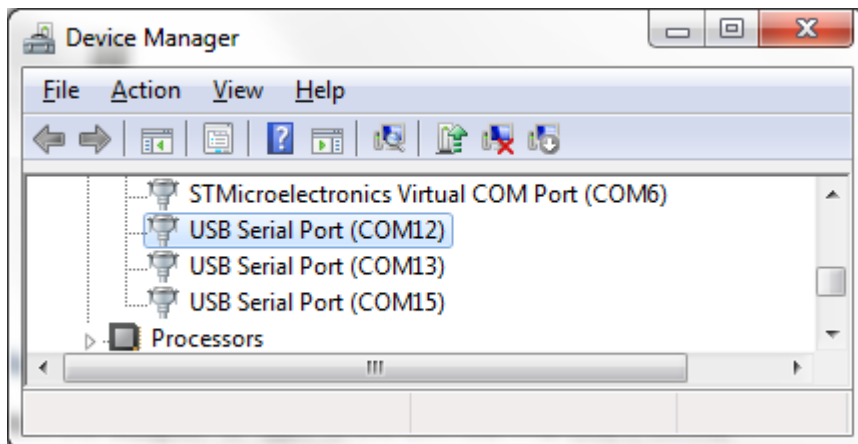 Device Manager
File Action View Help
STMicroelectronics Virtual COM Port (COM6)
USB Serial Port (COM12)
USB Serial Port (COM13)
USB Serial Port (COM15)
Processors